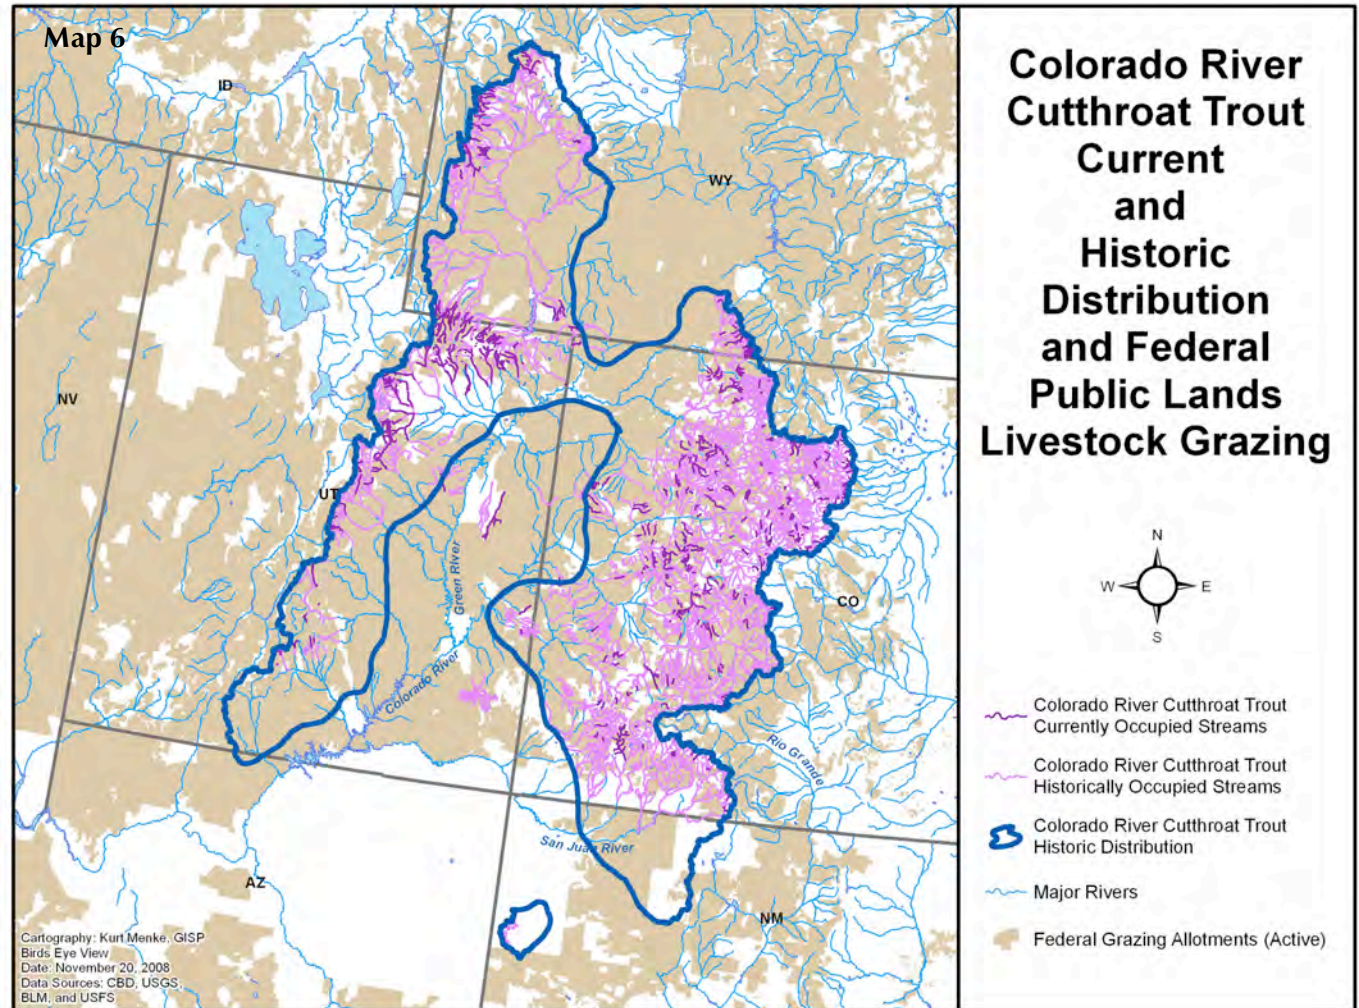 Map 6
ID
WY
NV
UT
Green River
CO
Colorado River
Rio Grande
San Juan River
AZ
NM
Cartography: Kurt Menke, GISP
Birds Eye View
Date: November 20, 2008
Data Sources: CBD, USGS,
BLM, and USFS
Colorado River
Cutthroat Trout
Current
and
Historic
Distribution
and Federal
Public Lands
Livestock Grazing
N
W
E
S
Colorado River Cutthroat Trout
Currently Occupied Streams
Colorado River Cutthroat Trout
Historically Occupied Streams
Colorado River Cutthroat Trout
Historic Distribution
Major Rivers
Federal Grazing Allotments (Active)